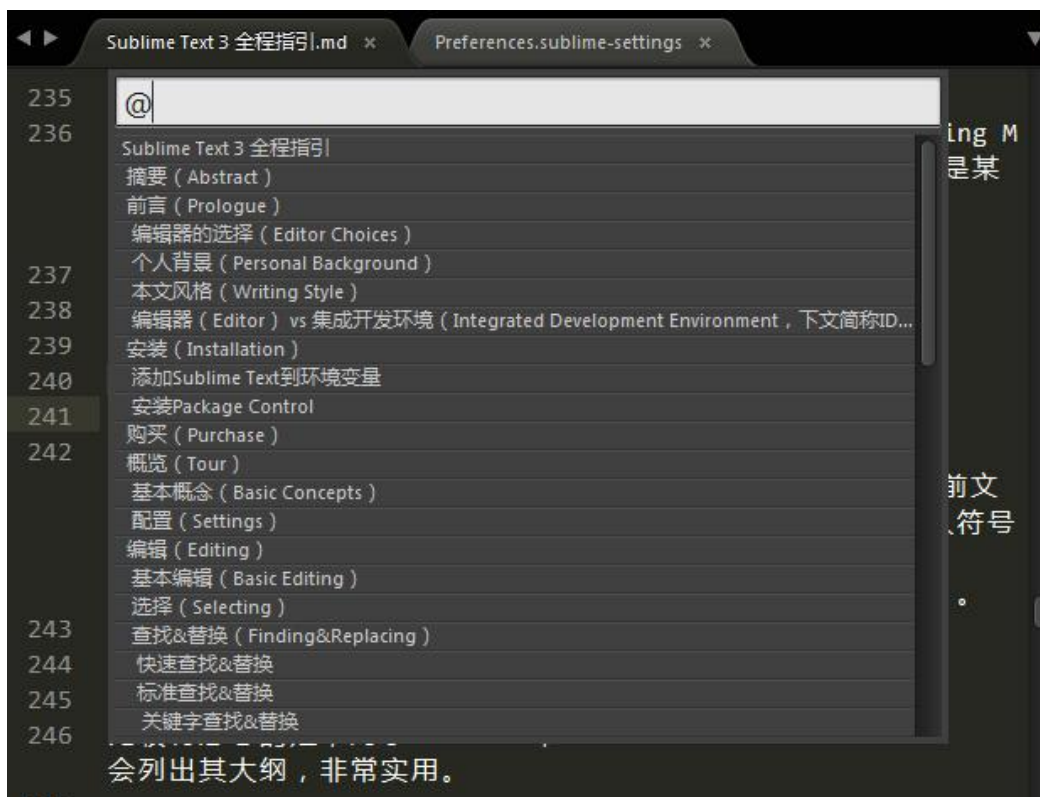 Sublime Text 3 全程指引.md ×
Preferences.sublime-settings ×
235
@
236
ing M
Sublime Text 3 全程指引
是某
摘要（Abstract）
前言（Prologue）
编辑器的选择（Editor Choices）
个人背景（Personal Background）
237
本文风格（Writing Style）
238
编辑器（Editor）vs 集成开发环境（Integrated Development Environment，下文简称ID...
239
安装（Installation）
240
添加Sublime Text到环境变量
241
安装Package Control
购买（Purchase）
242
概览（Tour）
基本概念（Basic Concepts）
前文
配置（Settings）
符号
编辑（Editing）
基本编辑（Basic Editing）
选择（Selecting）
。
243
查找&替换（Finding&Replacing）
244
快速查找&替换
245
标准查找&替换
关键字查找&替换
246
会列出其大纲，非常实用。